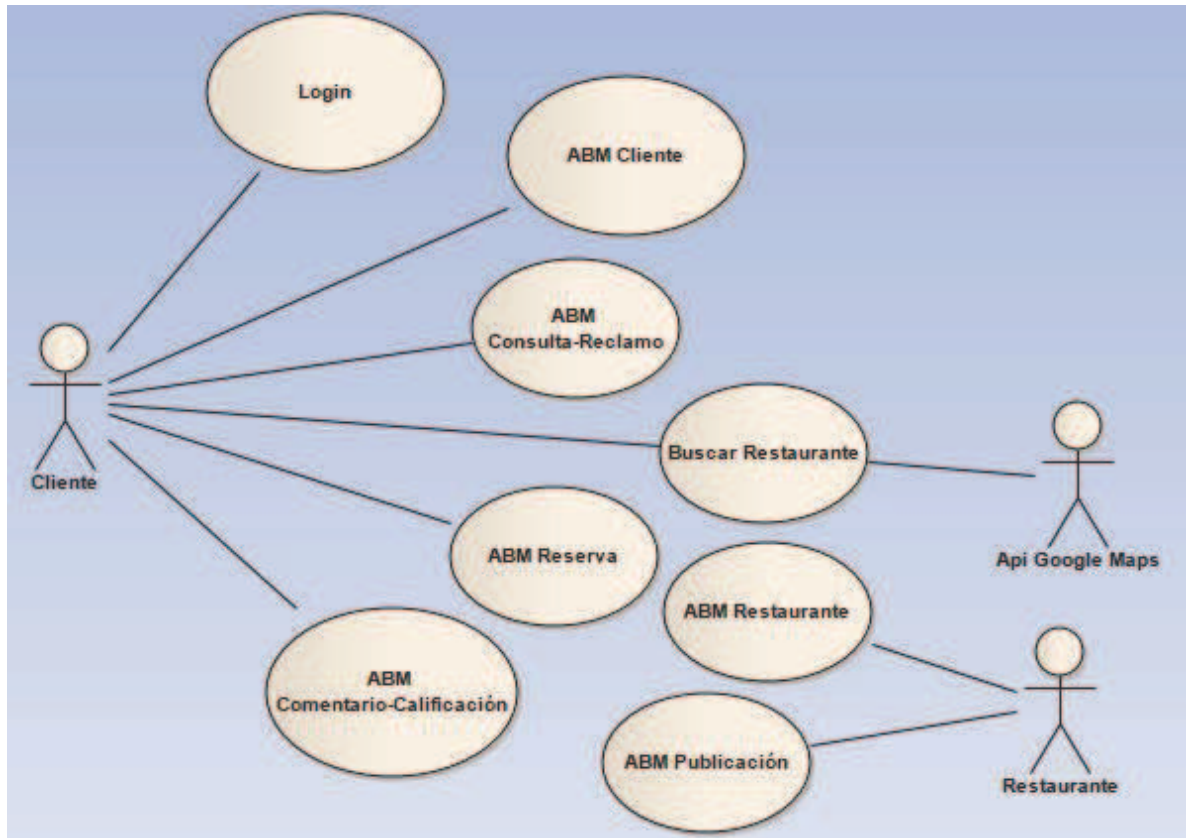 Login
ABM Cliente
ABM
Consulta-Reclamo
Cliente
Buscar Restaurante
Api Google Maps
ABM Reserva
ABM Restaurante
ABM
Comentario-Calificación
ABM Publicación
Restaurante